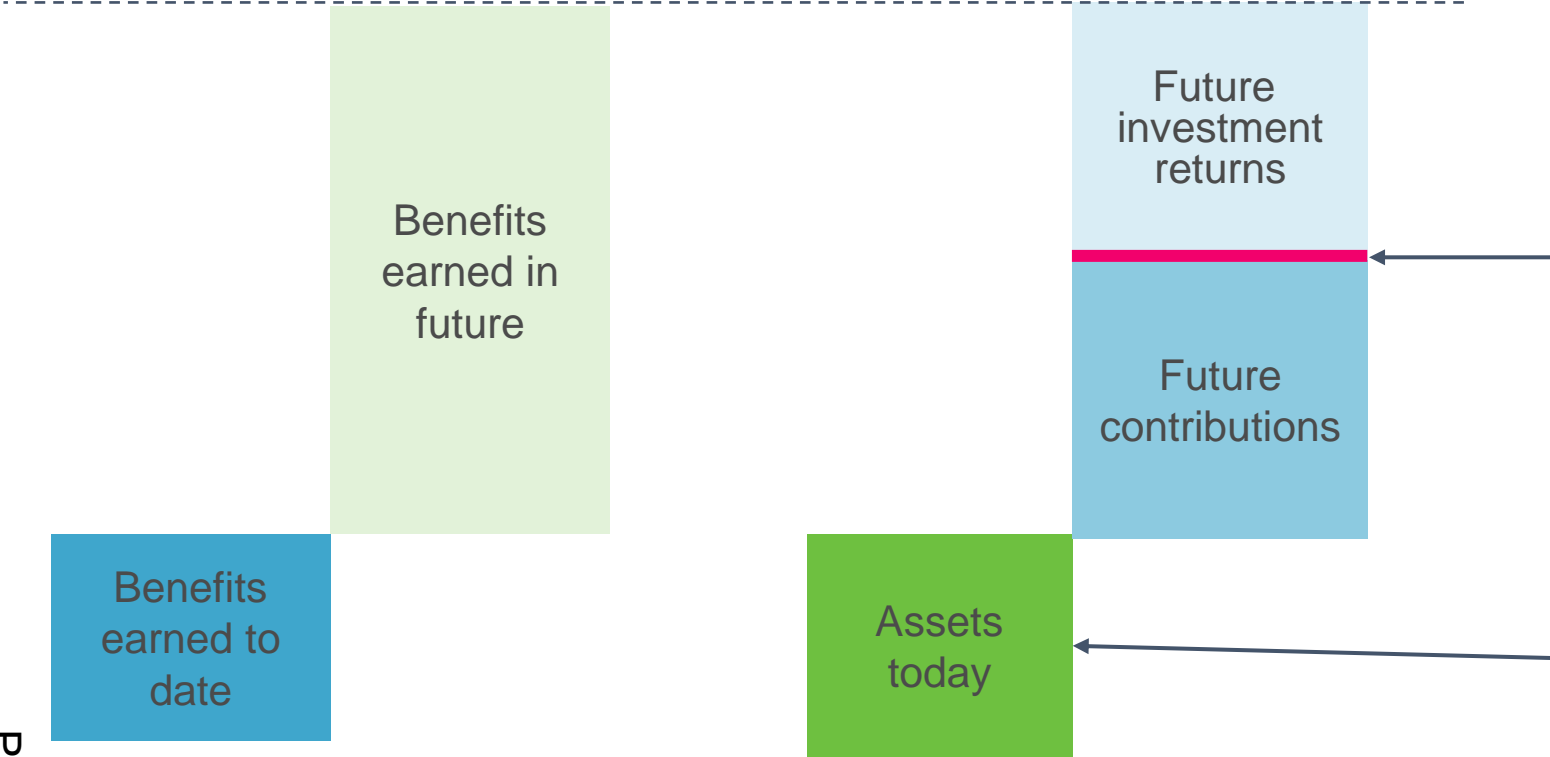 Future
investment
returns
Benefits
earned in
future
Future
contributions
Benefits
earned to
date
Assets
today
P